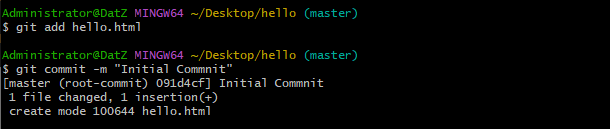 Administrator@DatZ MINGW64 ~/Desktop/hello (master)
$ git add hello.html
Administrator@DatZ MINGW64 ~/Desktop/hello (master)
$ git commit -m "Initial Commnit"
[master (root-commit) 091d4cf] Initial Commnit
 1 file changed, 1 insertion(+)
 create mode 100644 hello.html